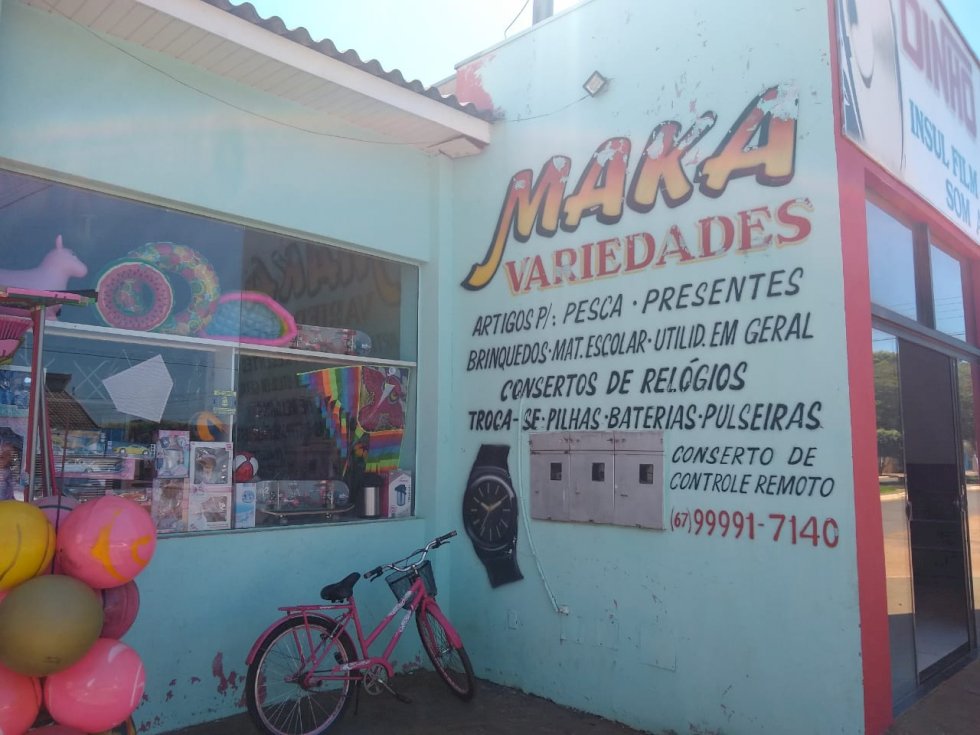 MAKA
VARIEDADES
ARTIGOS P/: PESCA · PRESENTES
BRINQUEDOS · MAT. ESCOLAR · UTILID. EM GERAL
CONSERTOS DE RELÓGIOS
TROCA-SE: PILHAS · BATERIAS · PULSEIRAS
CONSERTO DE
CONTROLE REMOTO
(67) 99991-7140
INSUL FILM
SOM